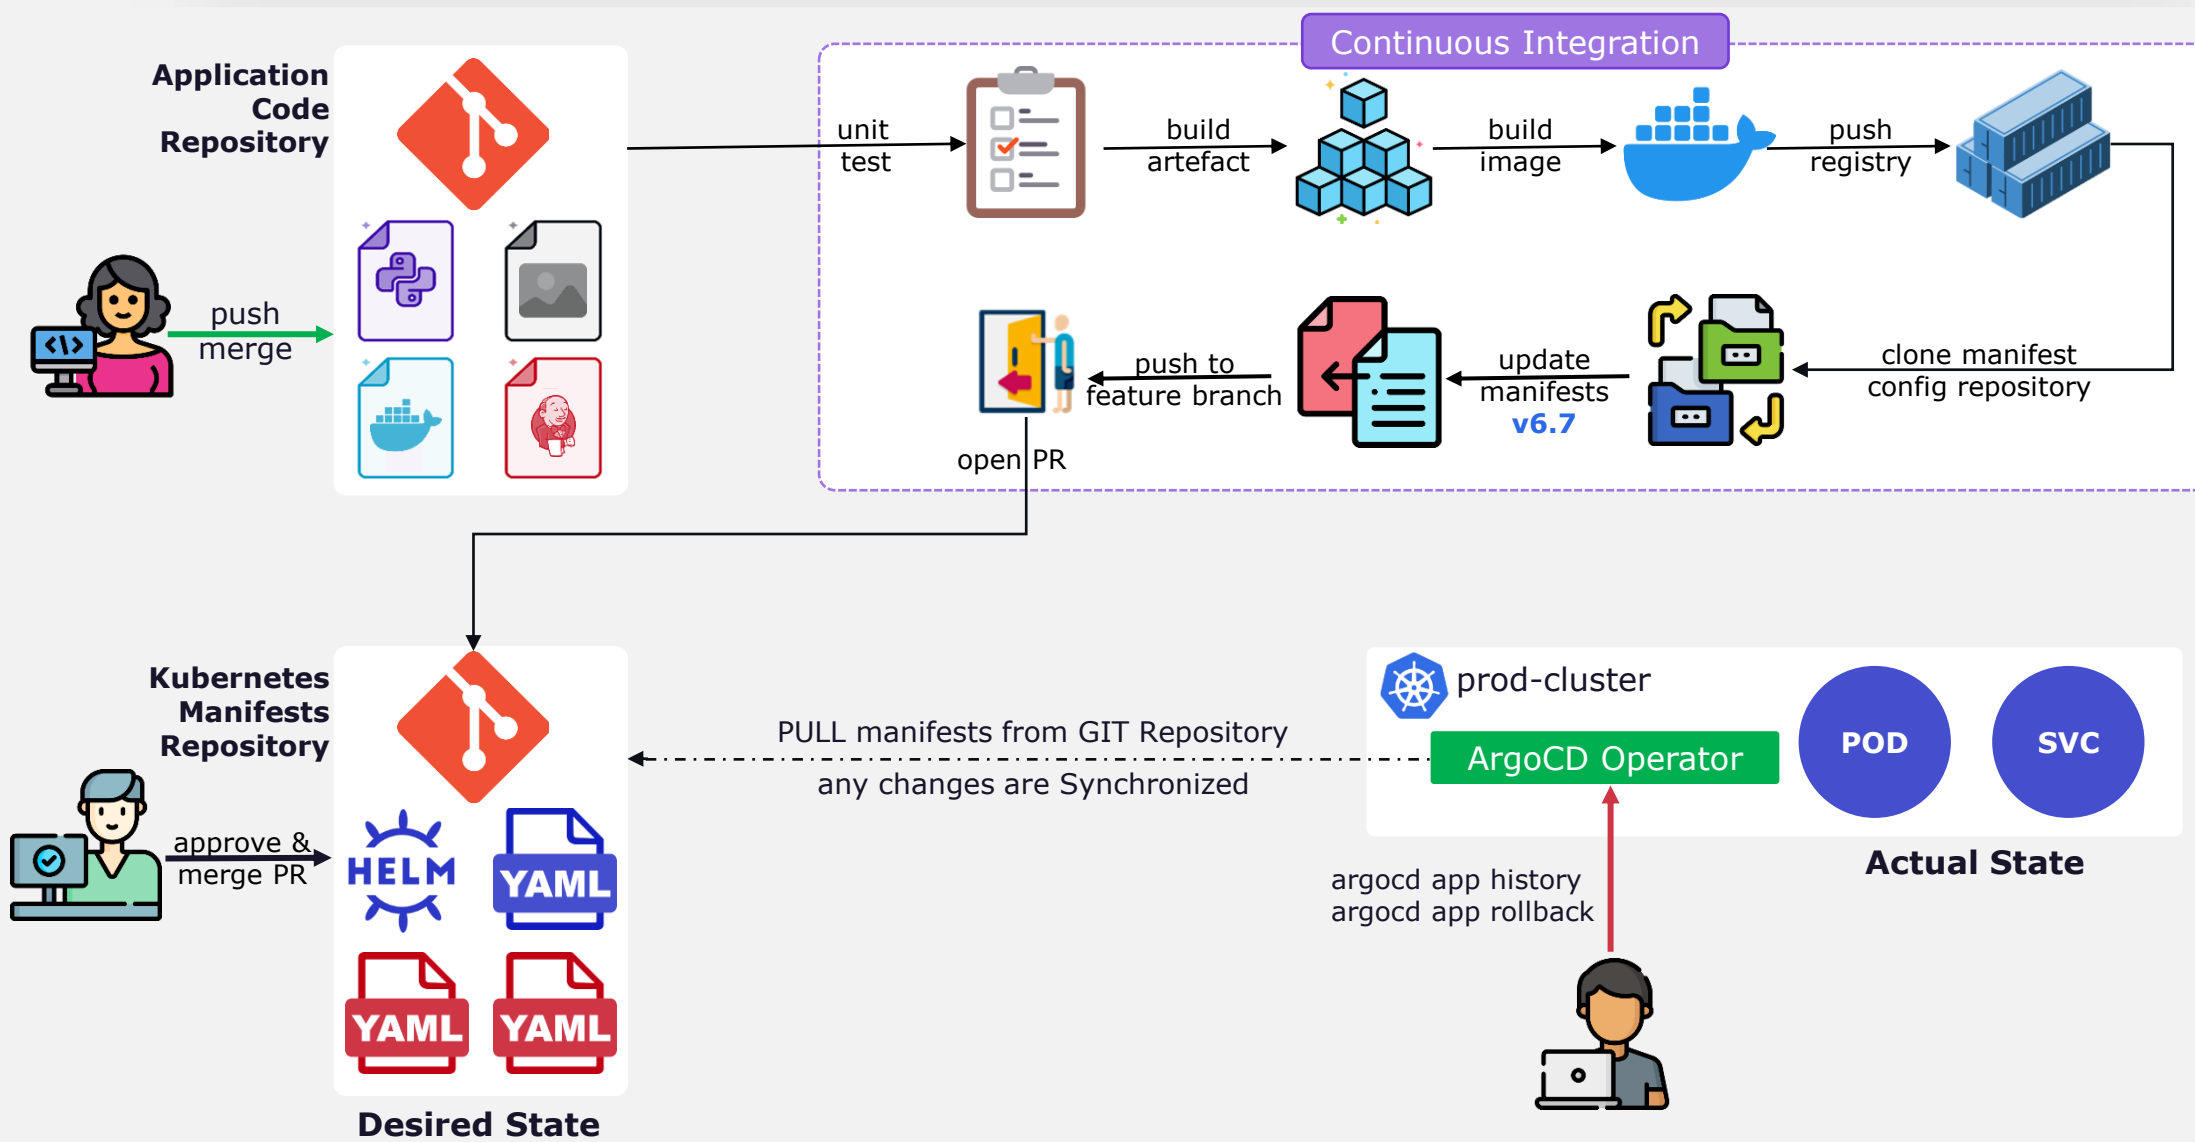 Continuous Integration
Application
Code
Repository
unit
test
build
artefact
build
image
push
registry
push
merge
clone manifest
config repository
update
manifests
v6.7
push to
feature branch
open PR
Kubernetes
Manifests
Repository
approve &
merge PR
HELM
YAML
YAML
YAML
Desired State
PULL manifests from GIT Repository
any changes are Synchronized
prod-cluster
ArgoCD Operator
POD
SVC
Actual State
argocd app history
argocd app rollback